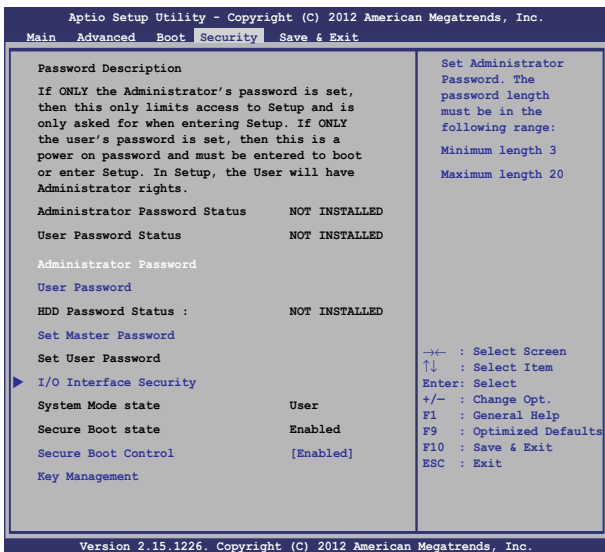 Aptio Setup Utility - Copyright (C) 2012 American Megatrends, Inc.
Main Advanced Boot Security Save & Exit
Password Description
If ONLY the Administrator's password is set,
then this only limits access to Setup and is
only asked for when entering Setup. If ONLY
the user's password is set, then this is a
power on password and must be entered to boot
or enter Setup. In Setup, the User will have
Administrator rights.
Administrator Password Status NOT INSTALLED
User Password Status NOT INSTALLED
Administrator Password
User Password
HDD Password Status : NOT INSTALLED
Set Master Password
Set User Password
I/O Interface Security
System Mode state User
Secure Boot state Enabled
Secure Boot Control [Enabled]
Key Management
Set Administrator
Password. The
password length
must be in the
following range:
Minimum length 3
Maximum length 20
→← : Select Screen
↑↓ : Select Item
Enter: Select
+/— : Change Opt.
F1 : General Help
F9 : Optimized Defaults
F10 : Save & Exit
ESC : Exit
Version 2.15.1226. Copyright (C) 2012 American Megatrends, Inc.